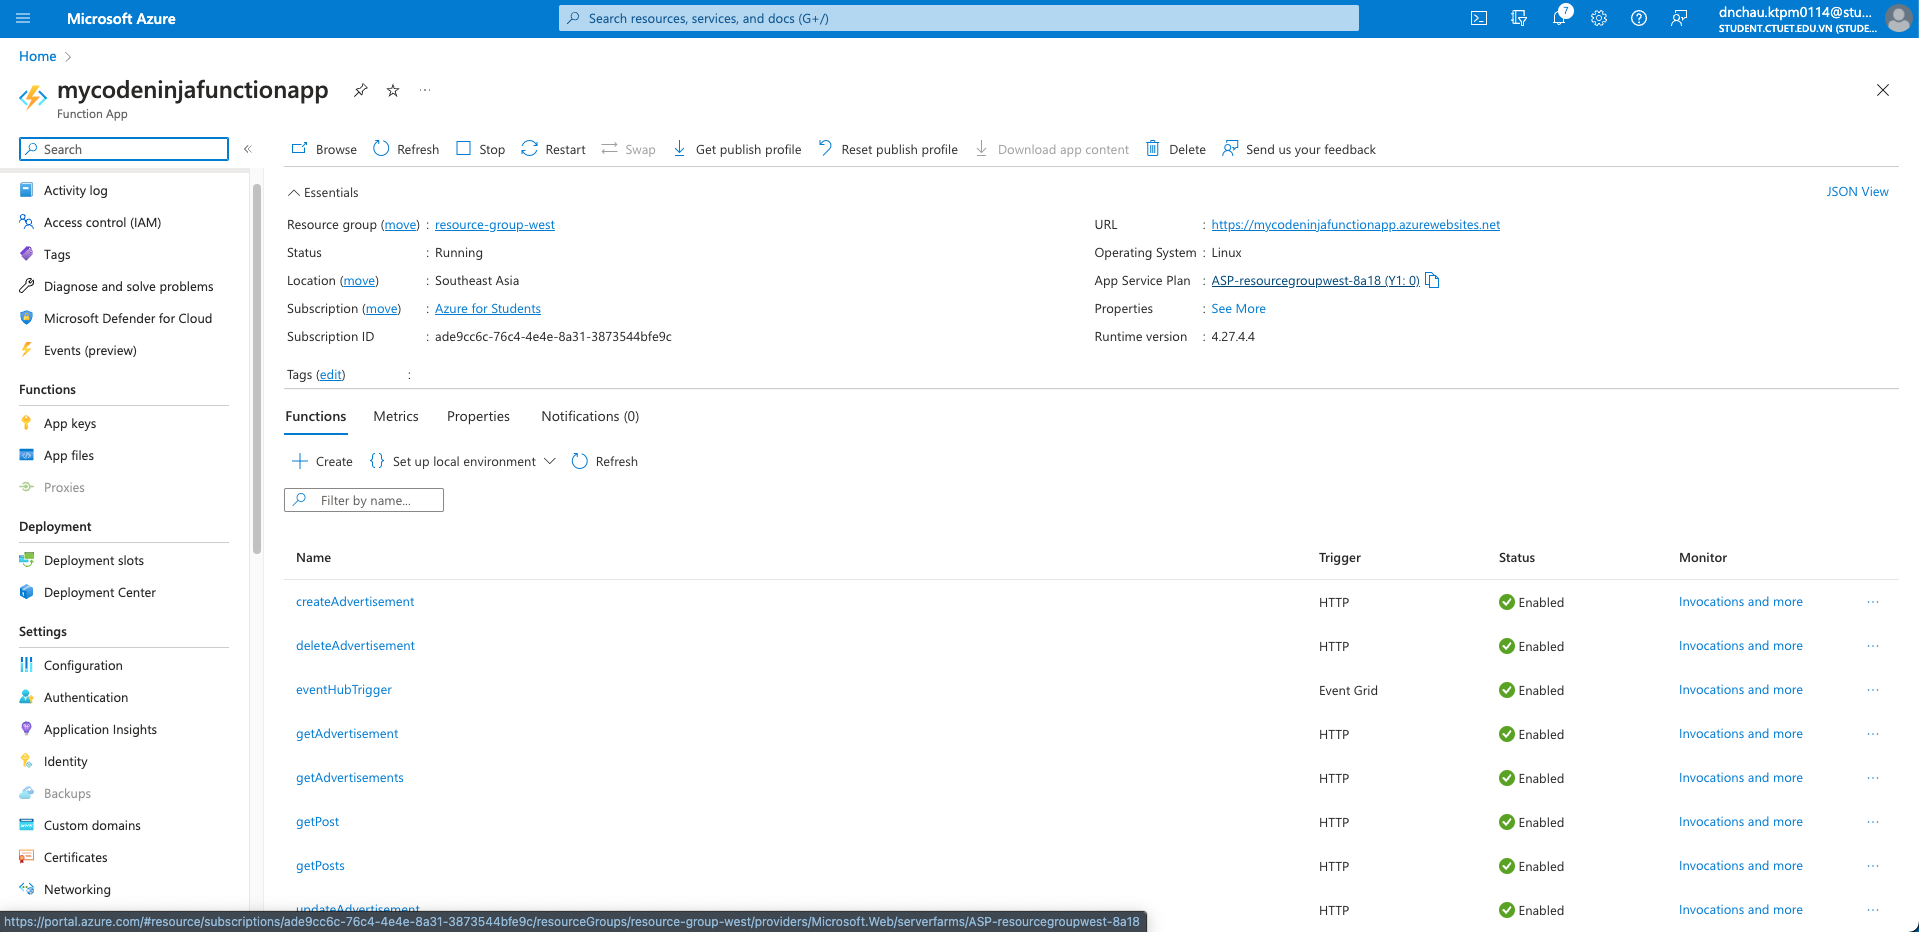 Microsoft Azure
Search resources, services, and docs (G+/)
7
dnchau.ktpm0114@stu...
STUDENT.CTUET.EDU.VN (STUDE...
Home
mycodeninjafunctionapp
Function App
Search
Browse Refresh Stop Restart Swap Get publish profile Reset publish profile Download app content Delete Send us your feedback
Activity log
Access control (IAM)
Tags
Diagnose and solve problems
Microsoft Defender for Cloud
Events (preview)
Functions
App keys
App files
Proxies
Deployment
Deployment slots
Deployment Center
Settings
Configuration
Authentication
Application Insights
Identity
Backups
Custom domains
Certificates
Networking
Essentials
JSON View
Resource group (move) : resource-group-west
Status : Running
Location (move) : Southeast Asia
Subscription (move) : Azure for Students
Subscription ID : ade9cc6c-76c4-4e4e-8a31-3873544bfe9c
URL : https://mycodeninjafunctionapp.azurewebsites.net
Operating System : Linux
App Service Plan : ASP-resourcegroupwest-8a18 (Y1: 0)
Properties : See More
Runtime version : 4.27.4.4
Tags (edit) :
Functions Metrics Properties Notifications (0)
Create {} Set up local environment Refresh
Filter by name...
Name Trigger Status Monitor
createAdvertisement HTTP Enabled Invocations and more ...
deleteAdvertisement HTTP Enabled Invocations and more ...
eventHubTrigger Event Grid Enabled Invocations and more ...
getAdvertisement HTTP Enabled Invocations and more ...
getAdvertisements HTTP Enabled Invocations and more ...
getPost HTTP Enabled Invocations and more ...
getPosts HTTP Enabled Invocations and more ...
updateAdvertisement HTTP Enabled Invocations and more ...
https://portal.azure.com/#resource/subscriptions/ade9cc6c-76c4-4e4e-8a31-3873544bfe9c/resourceGroups/resource-group-west/providers/Microsoft.Web/serverfarms/ASP-resourcegroupwest-8a18